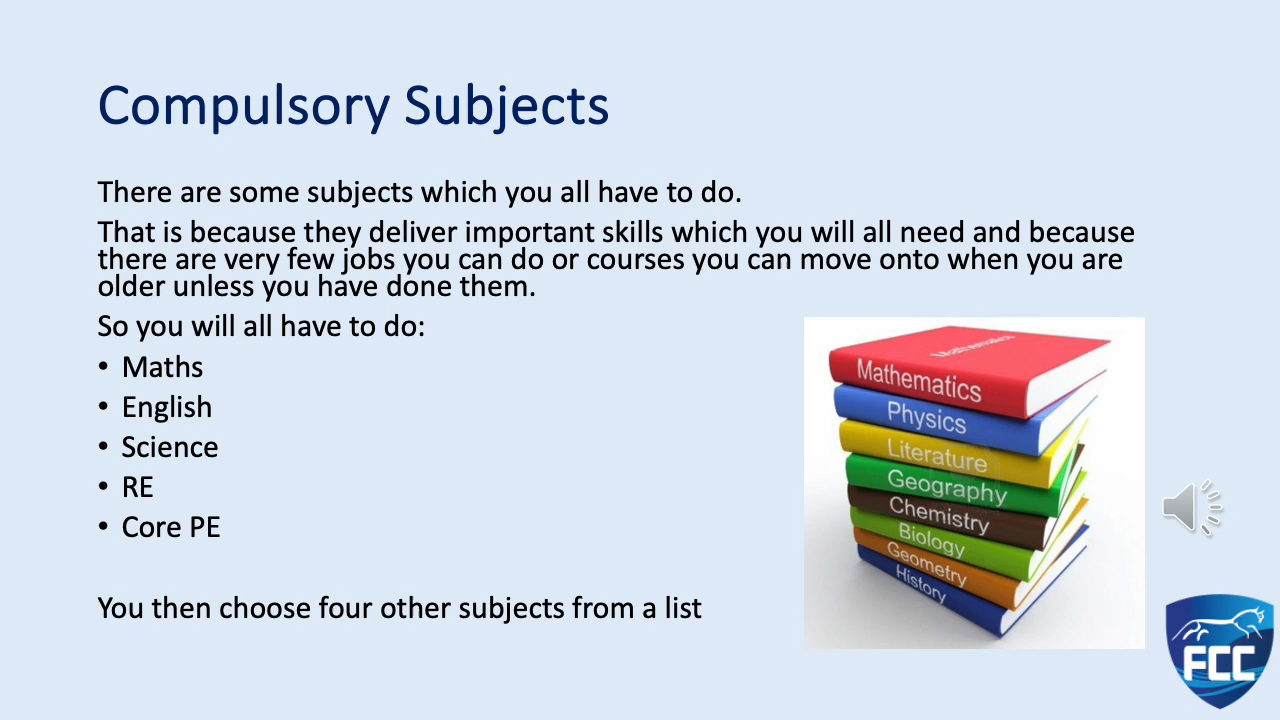 Compulsory Subjects
There are some subjects which you all have to do.
That is because they deliver important skills which you will all need and because
there are very few jobs you can do or courses you can move onto when you are
older unless you have done them.
So you will all have to do:
• Maths
• English
• Science
• RE
• Core PE
You then choose four other subjects from a list
Mathematics
Mathematics
Physics
Literature
Geography
Chemistry
Biology
Geometry
History
FCC